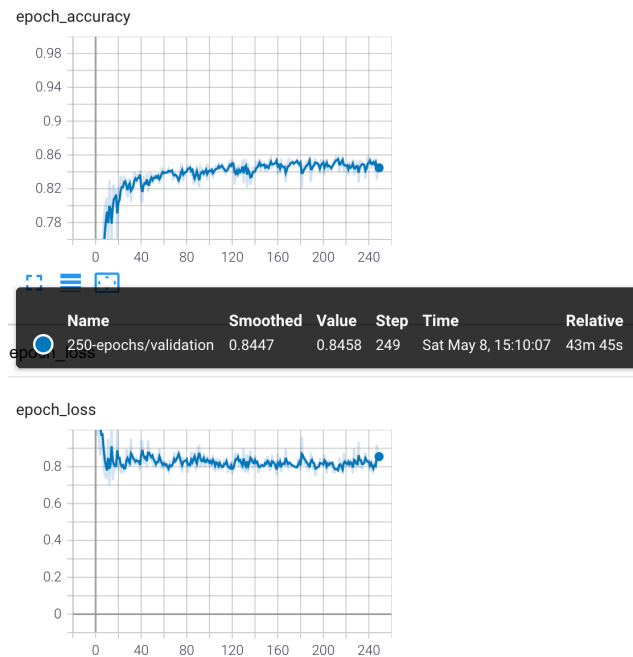 epoch_accuracy
0.98
0.94
0.9
0.86
0.82
0.78
0 40 80 120 160 200 240
Name Smoothed Value Step Time Relative
250-epochs/validation 0.8447 0.8458 249 Sat May 8, 15:10:07 43m 45s
epoch_loss
epoch_loss
0.8
0.6
0.4
0.2
0
0 40 80 120 160 200 240